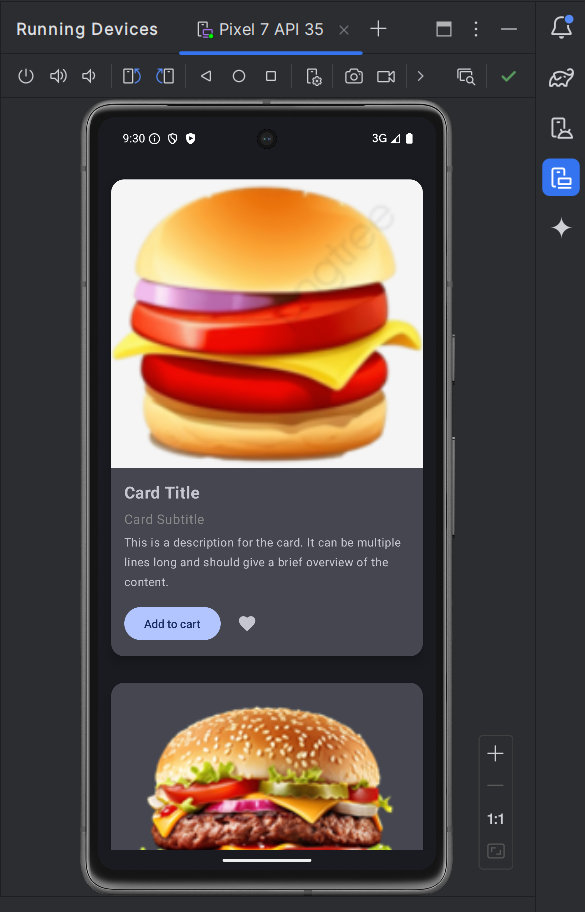 Running Devices
Pixel 7 API 35
9:30
3G
Card Title
Card Subtitle
This is a description for the card. It can be multiple
lines long and should give a brief overview of the
content.
Add to cart
1:1